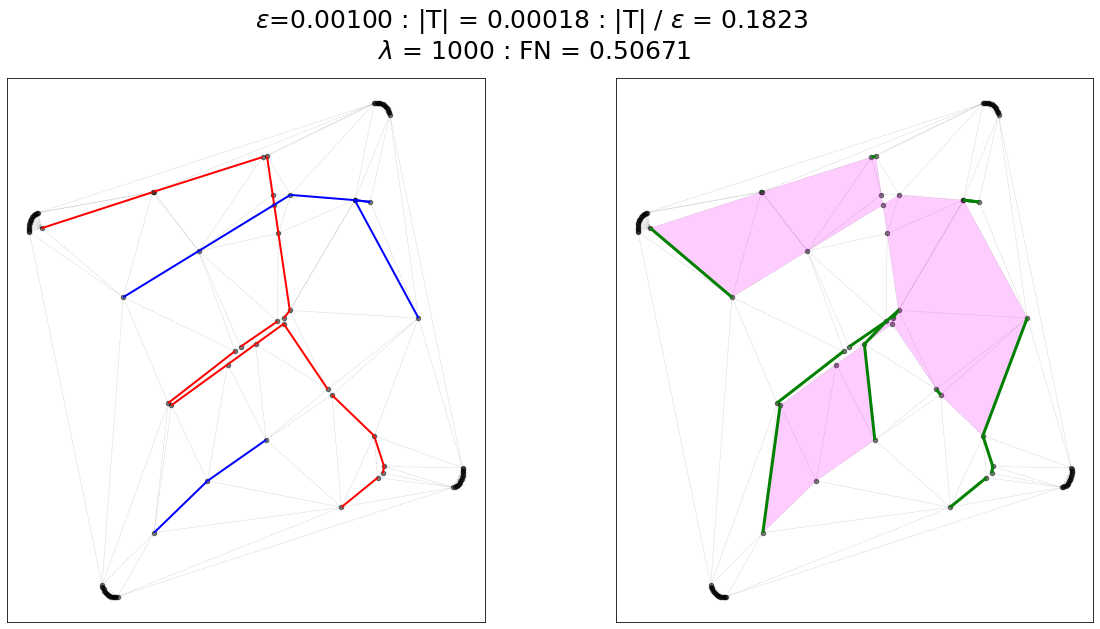 ε=0.00100 : |T| = 0.00018 : |T| / ε = 0.1823
λ = 1000 : FN = 0.50671